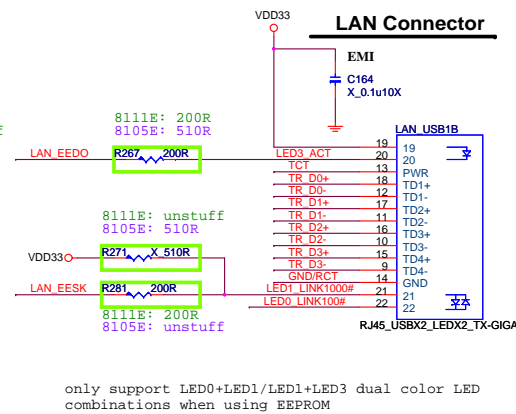 VDD33
LAN Connector
EMI
C164
X_0.1u10X
8111E: 200R
8105E: 510R
f
LAN_EEDO
R267 200R
LED3_ACT
TCT
TR_D0+
TR_D0-
TR_D1+
TR_D1-
TR_D2+
TR_D2-
TR_D3+
TR_D3-
GND/RCT
LED1_LINK1000#
LED0_LINK100#
LAN_USB1B
19 19
20 20
13 PWR
18 TD1+
12 TD1-
17 TD2+
11 TD2-
16 TD3+
10 TD3-
15 TD4+
9 TD4-
14 GND
21 21
22 22
RJ45_USBX2_LEDX2_TX-GIGA
8111E: unstuff
8105E: 510R
VDD33
R271 X_510R
LAN_EESK
R281 200R
8111E: 200R
8105E: unstuff
only support LED0+LED1/LED1+LED3 dual color LED
combinations when using EEPROM